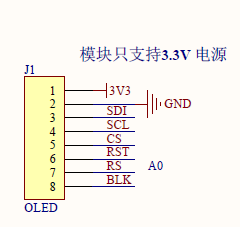 模块只支持3.3V 电源
J1
1 3V3
2 GND
3 SDI
4 SCL
5 CS
6 RST
7 RS A0
8 BLK
OLED